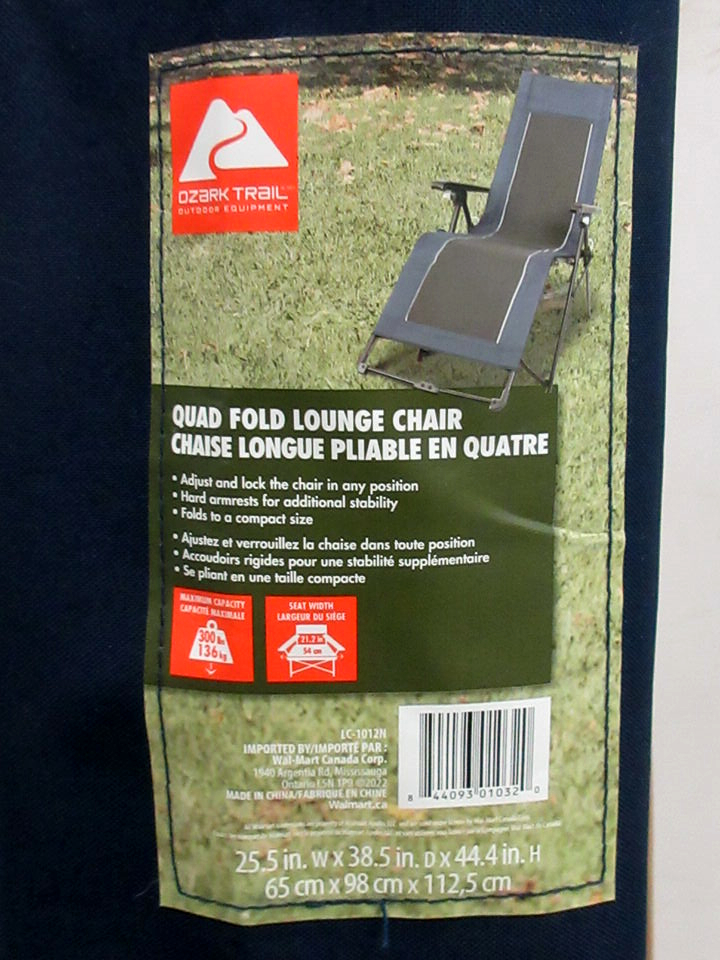 OZARK TRAIL
OUTDOOR EQUIPMENT
QUAD FOLD LOUNGE CHAIR
CHAISE LONGUE PLIABLE EN QUATRE
• Adjust and lock the chair in any position
• Hard armrests for additional stability
• Folds to a compact size
• Ajustez et verrouillez la chaise dans toute position
• Accoudoirs rigides pour une stabilité supplémentaire
• Se pliant en une taille compacte
MAXIMUM CAPACITY
CAPACITÉ MAXIMALE
300 lbs
136 kg
SEAT WIDTH
LARGEUR DU SIÈGE
21.2 in
54 cm
LC-1012N
IMPORTED BY/IMPORTÉ PAR :
Wal-Mart Canada Corp.
1940 Argentia Rd, Mississauga
Ontario L5N 1P9 ©2022
MADE IN CHINA/FABRIQUÉ EN CHINE
Walmart.ca
8 44093 01032 0
25.5 in. W x 38.5 in. D x 44.4 in. H
65 cm x 98 cm x 112,5 cm